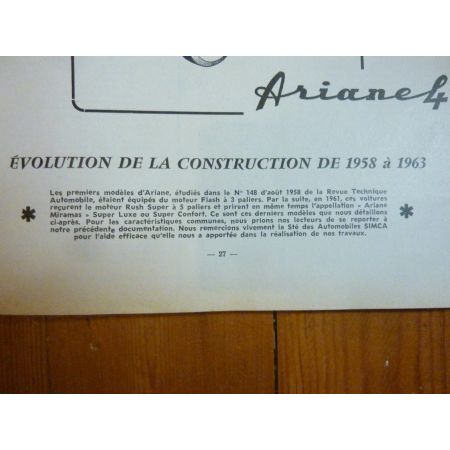 Ariane 4
ÉVOLUTION DE LA CONSTRUCTION DE 1958 à 1963
Les premiers modèles d'Ariane, étudiés dans le N° 148 d'août 1958 de la Revue Technique
Automobile, étaient équipés du moteur Flash à 3 paliers. Par la suite, en 1961, ces voitures
reçurent le moteur Rush Super à 5 paliers et prirent en même temps l'appellation « Ariane
Miramas » Super Luxe ou Super Confort. Ce sont ces derniers modèles que nous détaillons
ci-après. Pour les caractéristiques communes, nous prions nos lecteurs de se reporter à
notre précédente documentation. Nous remercions vivement la Sté des Automobiles SIMCA
pour l'aide efficace qu'elle nous a apportée dans la réalisation de nos travaux.
— 27 —